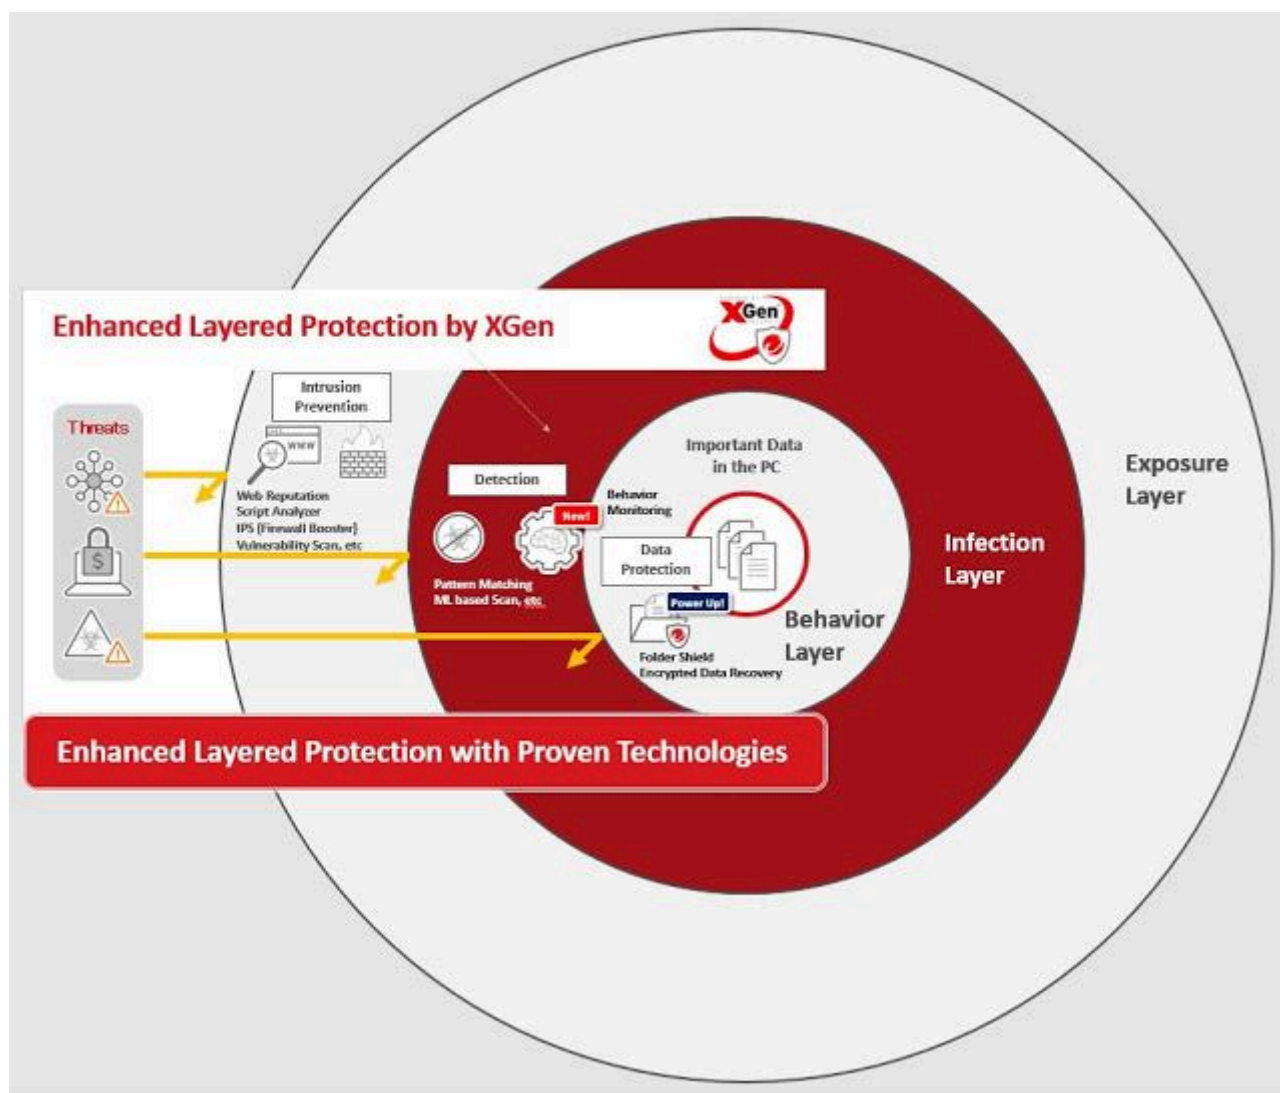 Enhanced Layered Protection by XGen
XGen
Threats
$
Intrusion
Prevention
www
Web Reputation
Script Analyzer
IPS (Firewall Booster)
Vulnerability Scan, etc
Detection
New!
Pattern Matching
ML based Scan, etc
Important Data
in the PC
Behavior
Monitoring
Data
Protection
Power Up!
Folder Shield
Encrypted Data Recovery
Behavior
Layer
Infection
Layer
Exposure
Layer
Enhanced Layered Protection with Proven Technologies